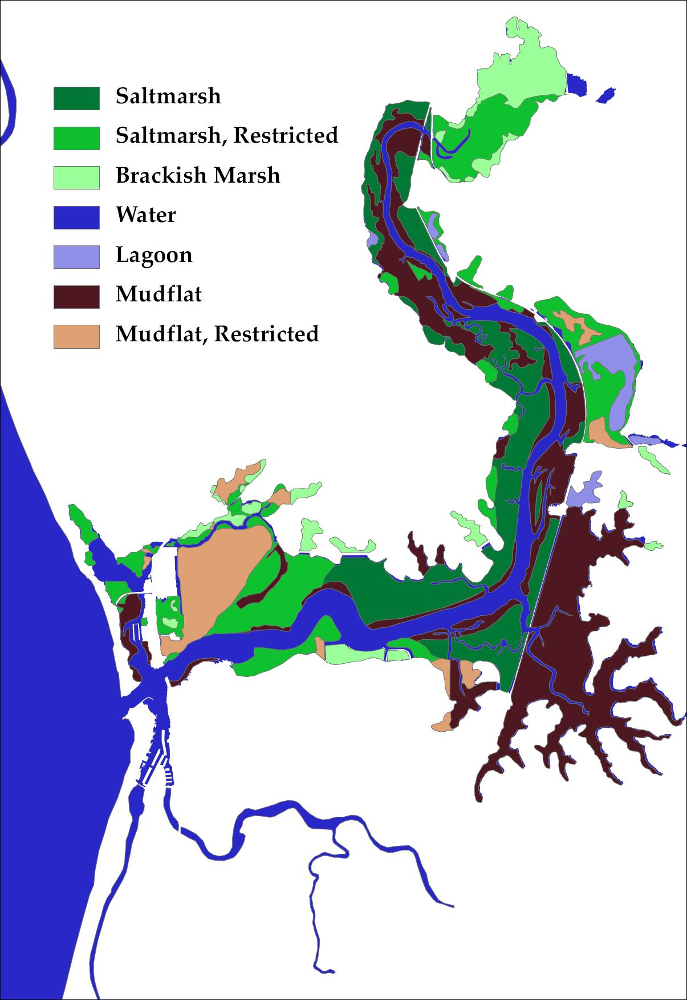 Saltmarsh
Saltmarsh, Restricted
Brackish Marsh
Water
Lagoon
Mudflat
Mudflat, Restricted